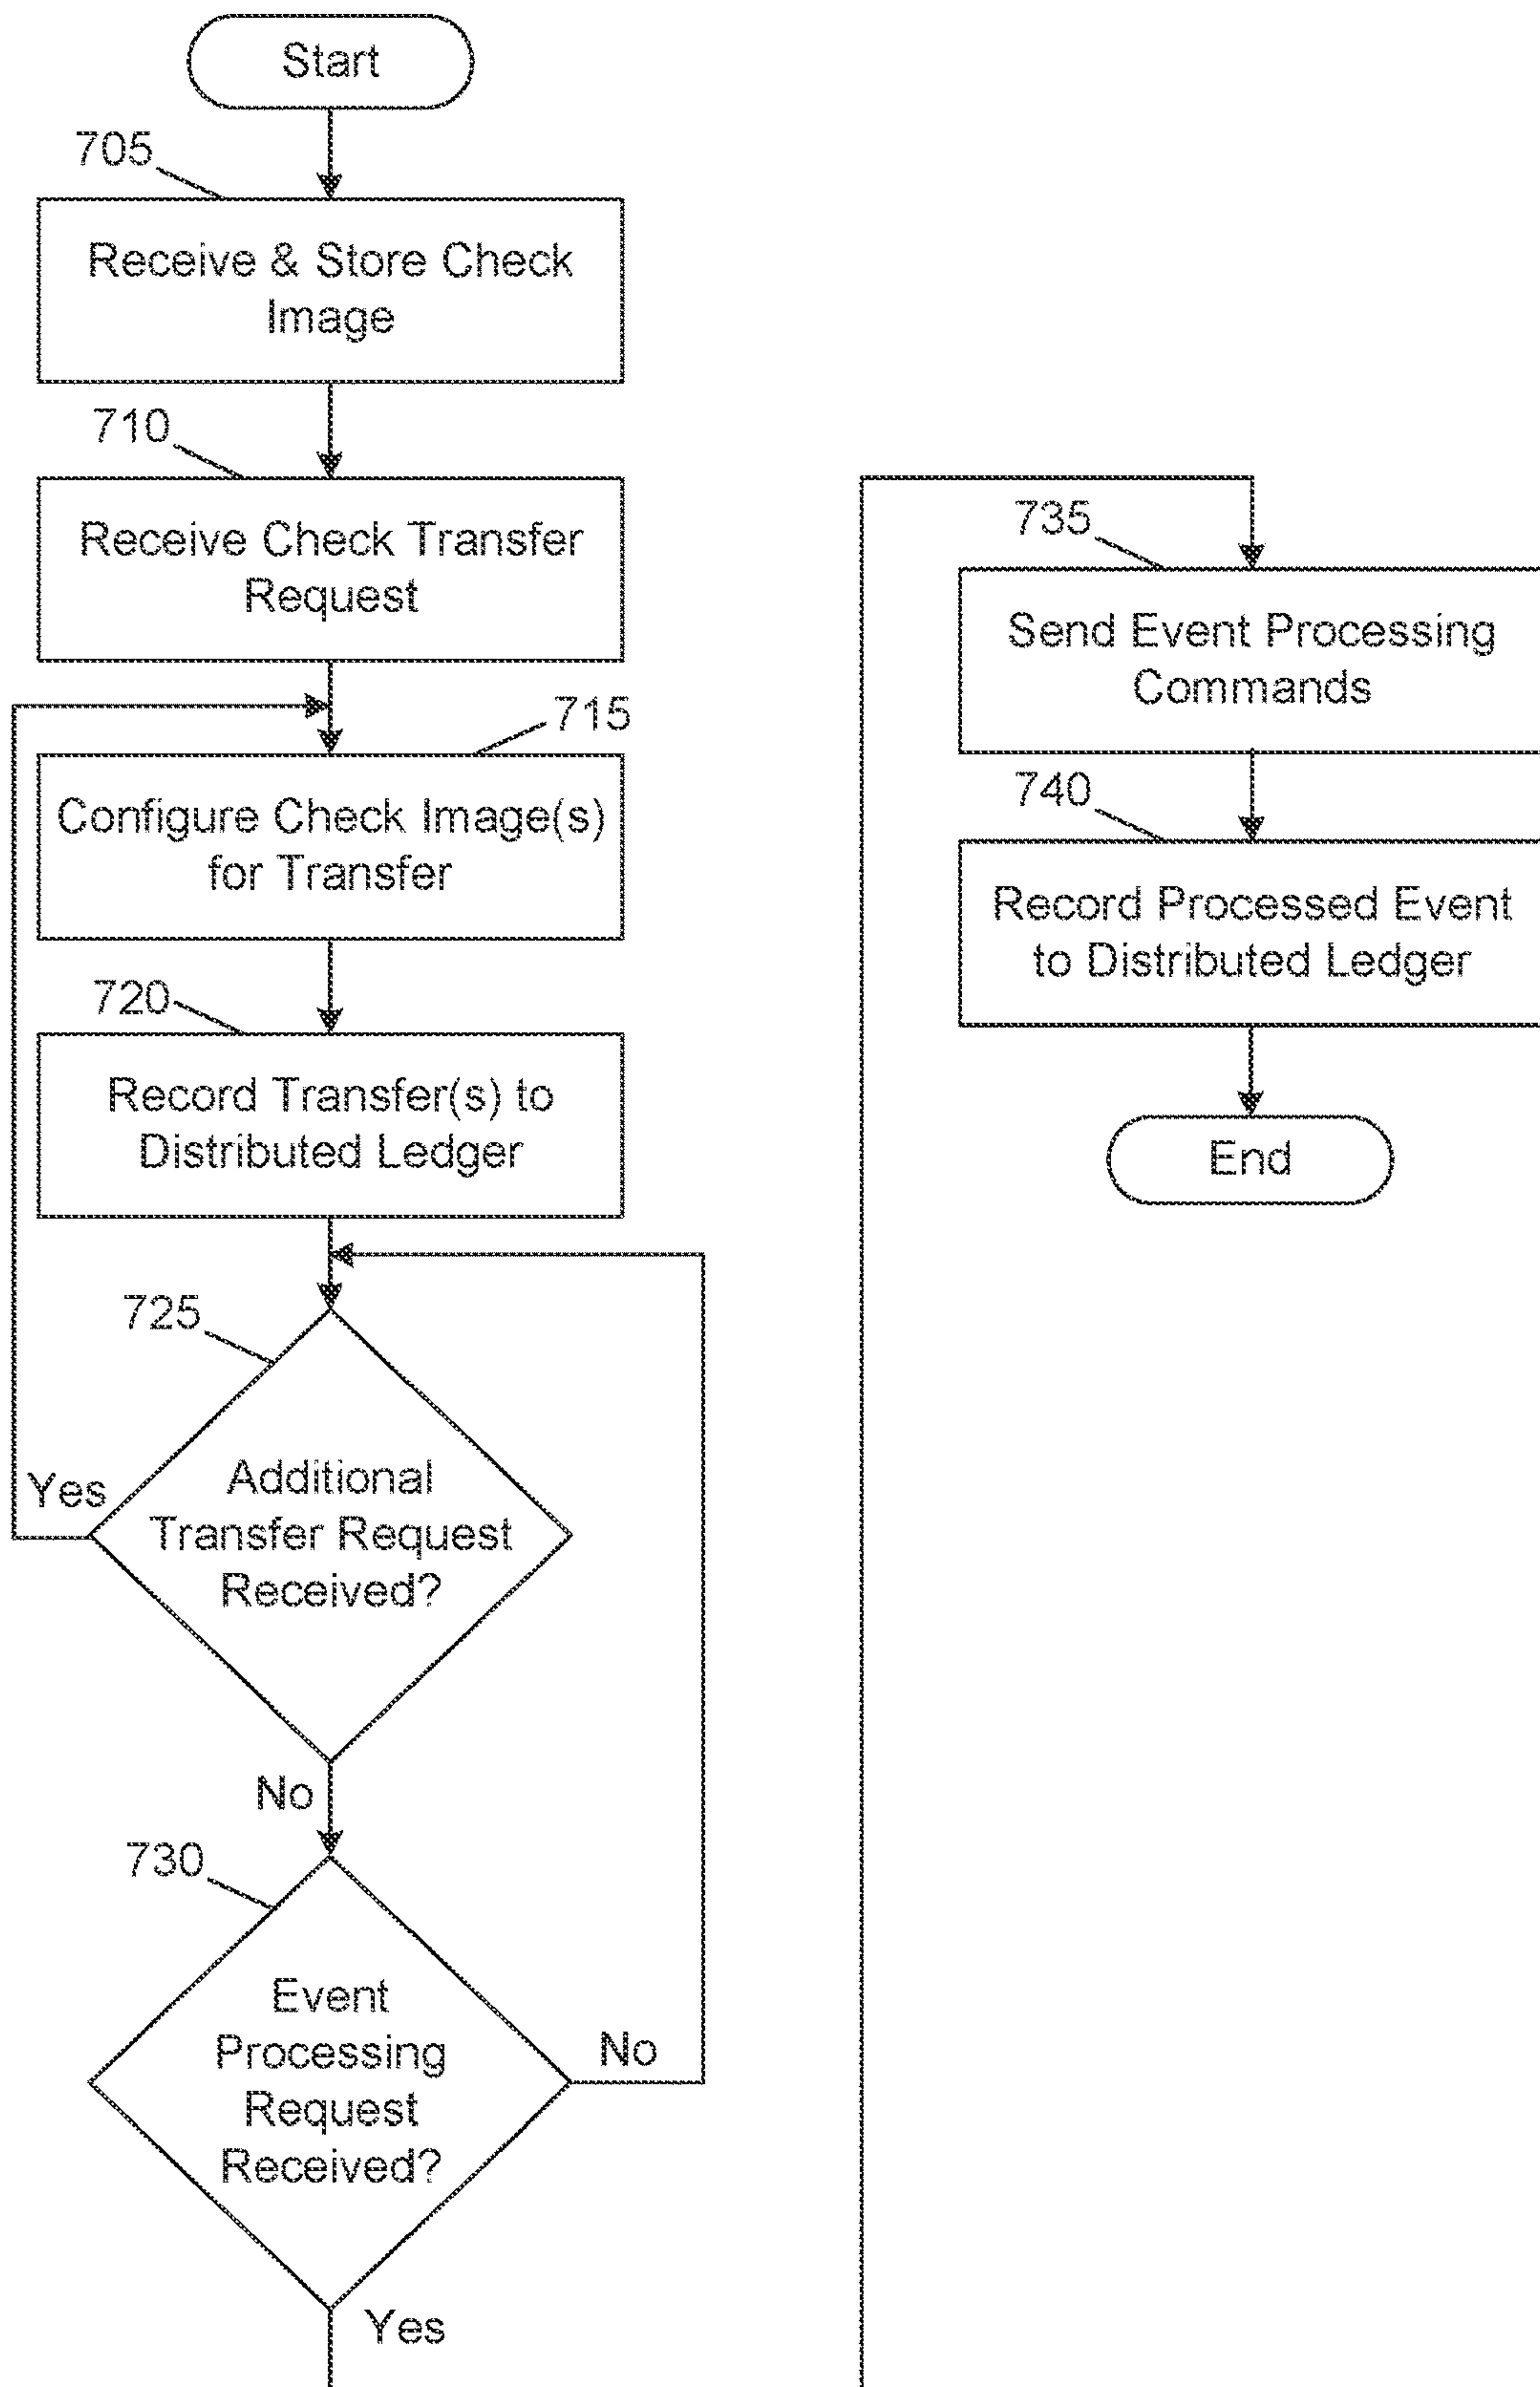 Start
705
Receive & Store Check
Image
710
Receive Check Transfer
Request
715
Configure Check Image(s)
for Transfer
720
Record Transfer(s) to
Distributed Ledger
725
Yes
Additional
Transfer Request
Received?
No
730
Event
Processing
Request
Received?
No
Yes
735
Send Event Processing
Commands
740
Record Processed Event
to Distributed Ledger
End